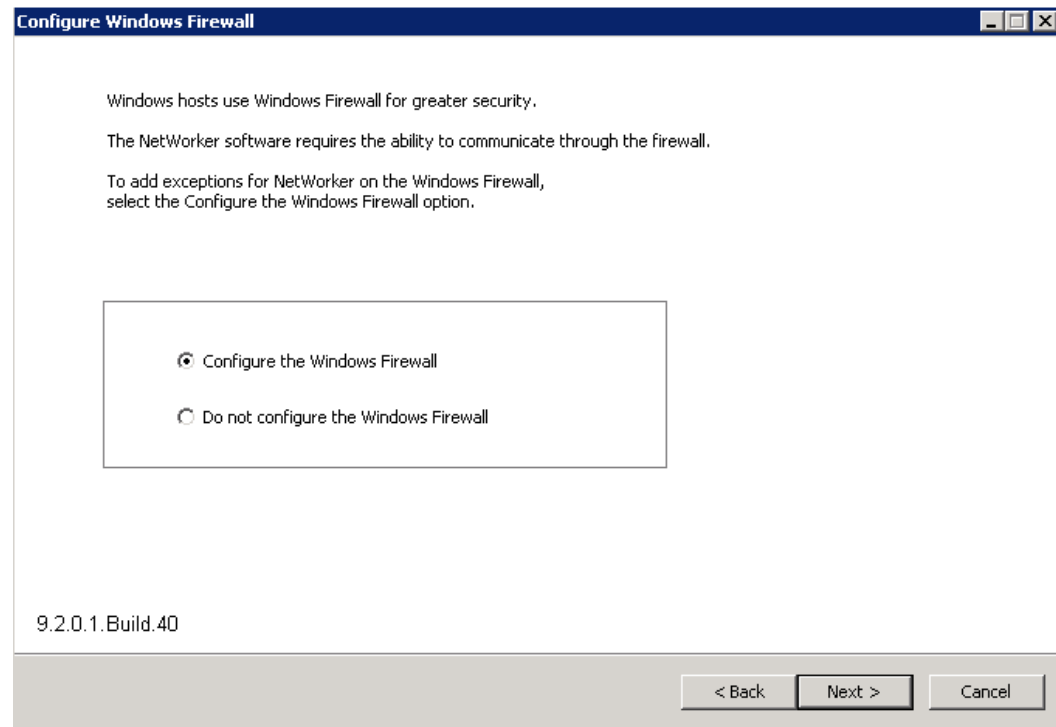 Configure Windows Firewall
Windows hosts use Windows Firewall for greater security.
The NetWorker software requires the ability to communicate through the firewall.
To add exceptions for NetWorker on the Windows Firewall,
select the Configure the Windows Firewall option.
Configure the Windows Firewall
Do not configure the Windows Firewall
9.2.0.1.Build.40
< Back
Next >
Cancel